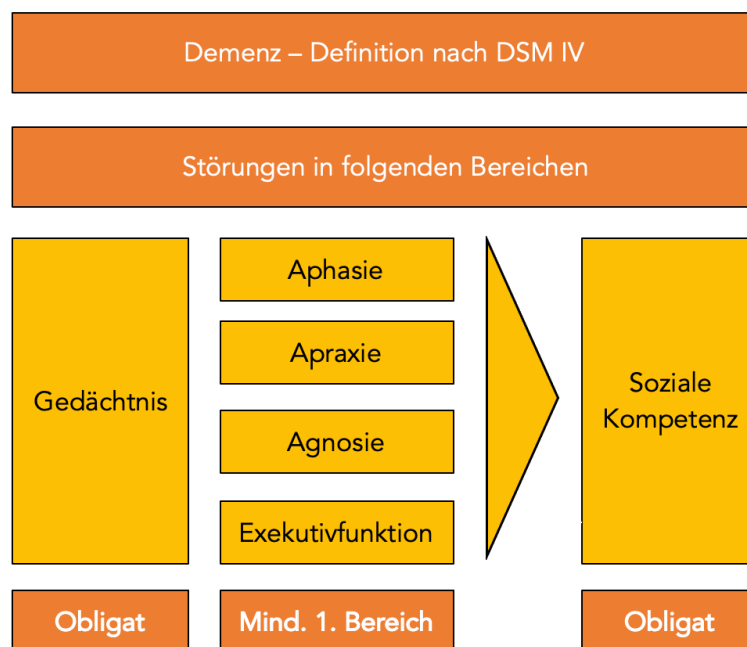 Demenz – Definition nach DSM IV
Störungen in folgenden Bereichen
Gedächtnis
Aphasie
Apraxie
Agnosie
Exekutivfunktion
Soziale
Kompetenz
Obligat
Mind. 1. Bereich
Obligat